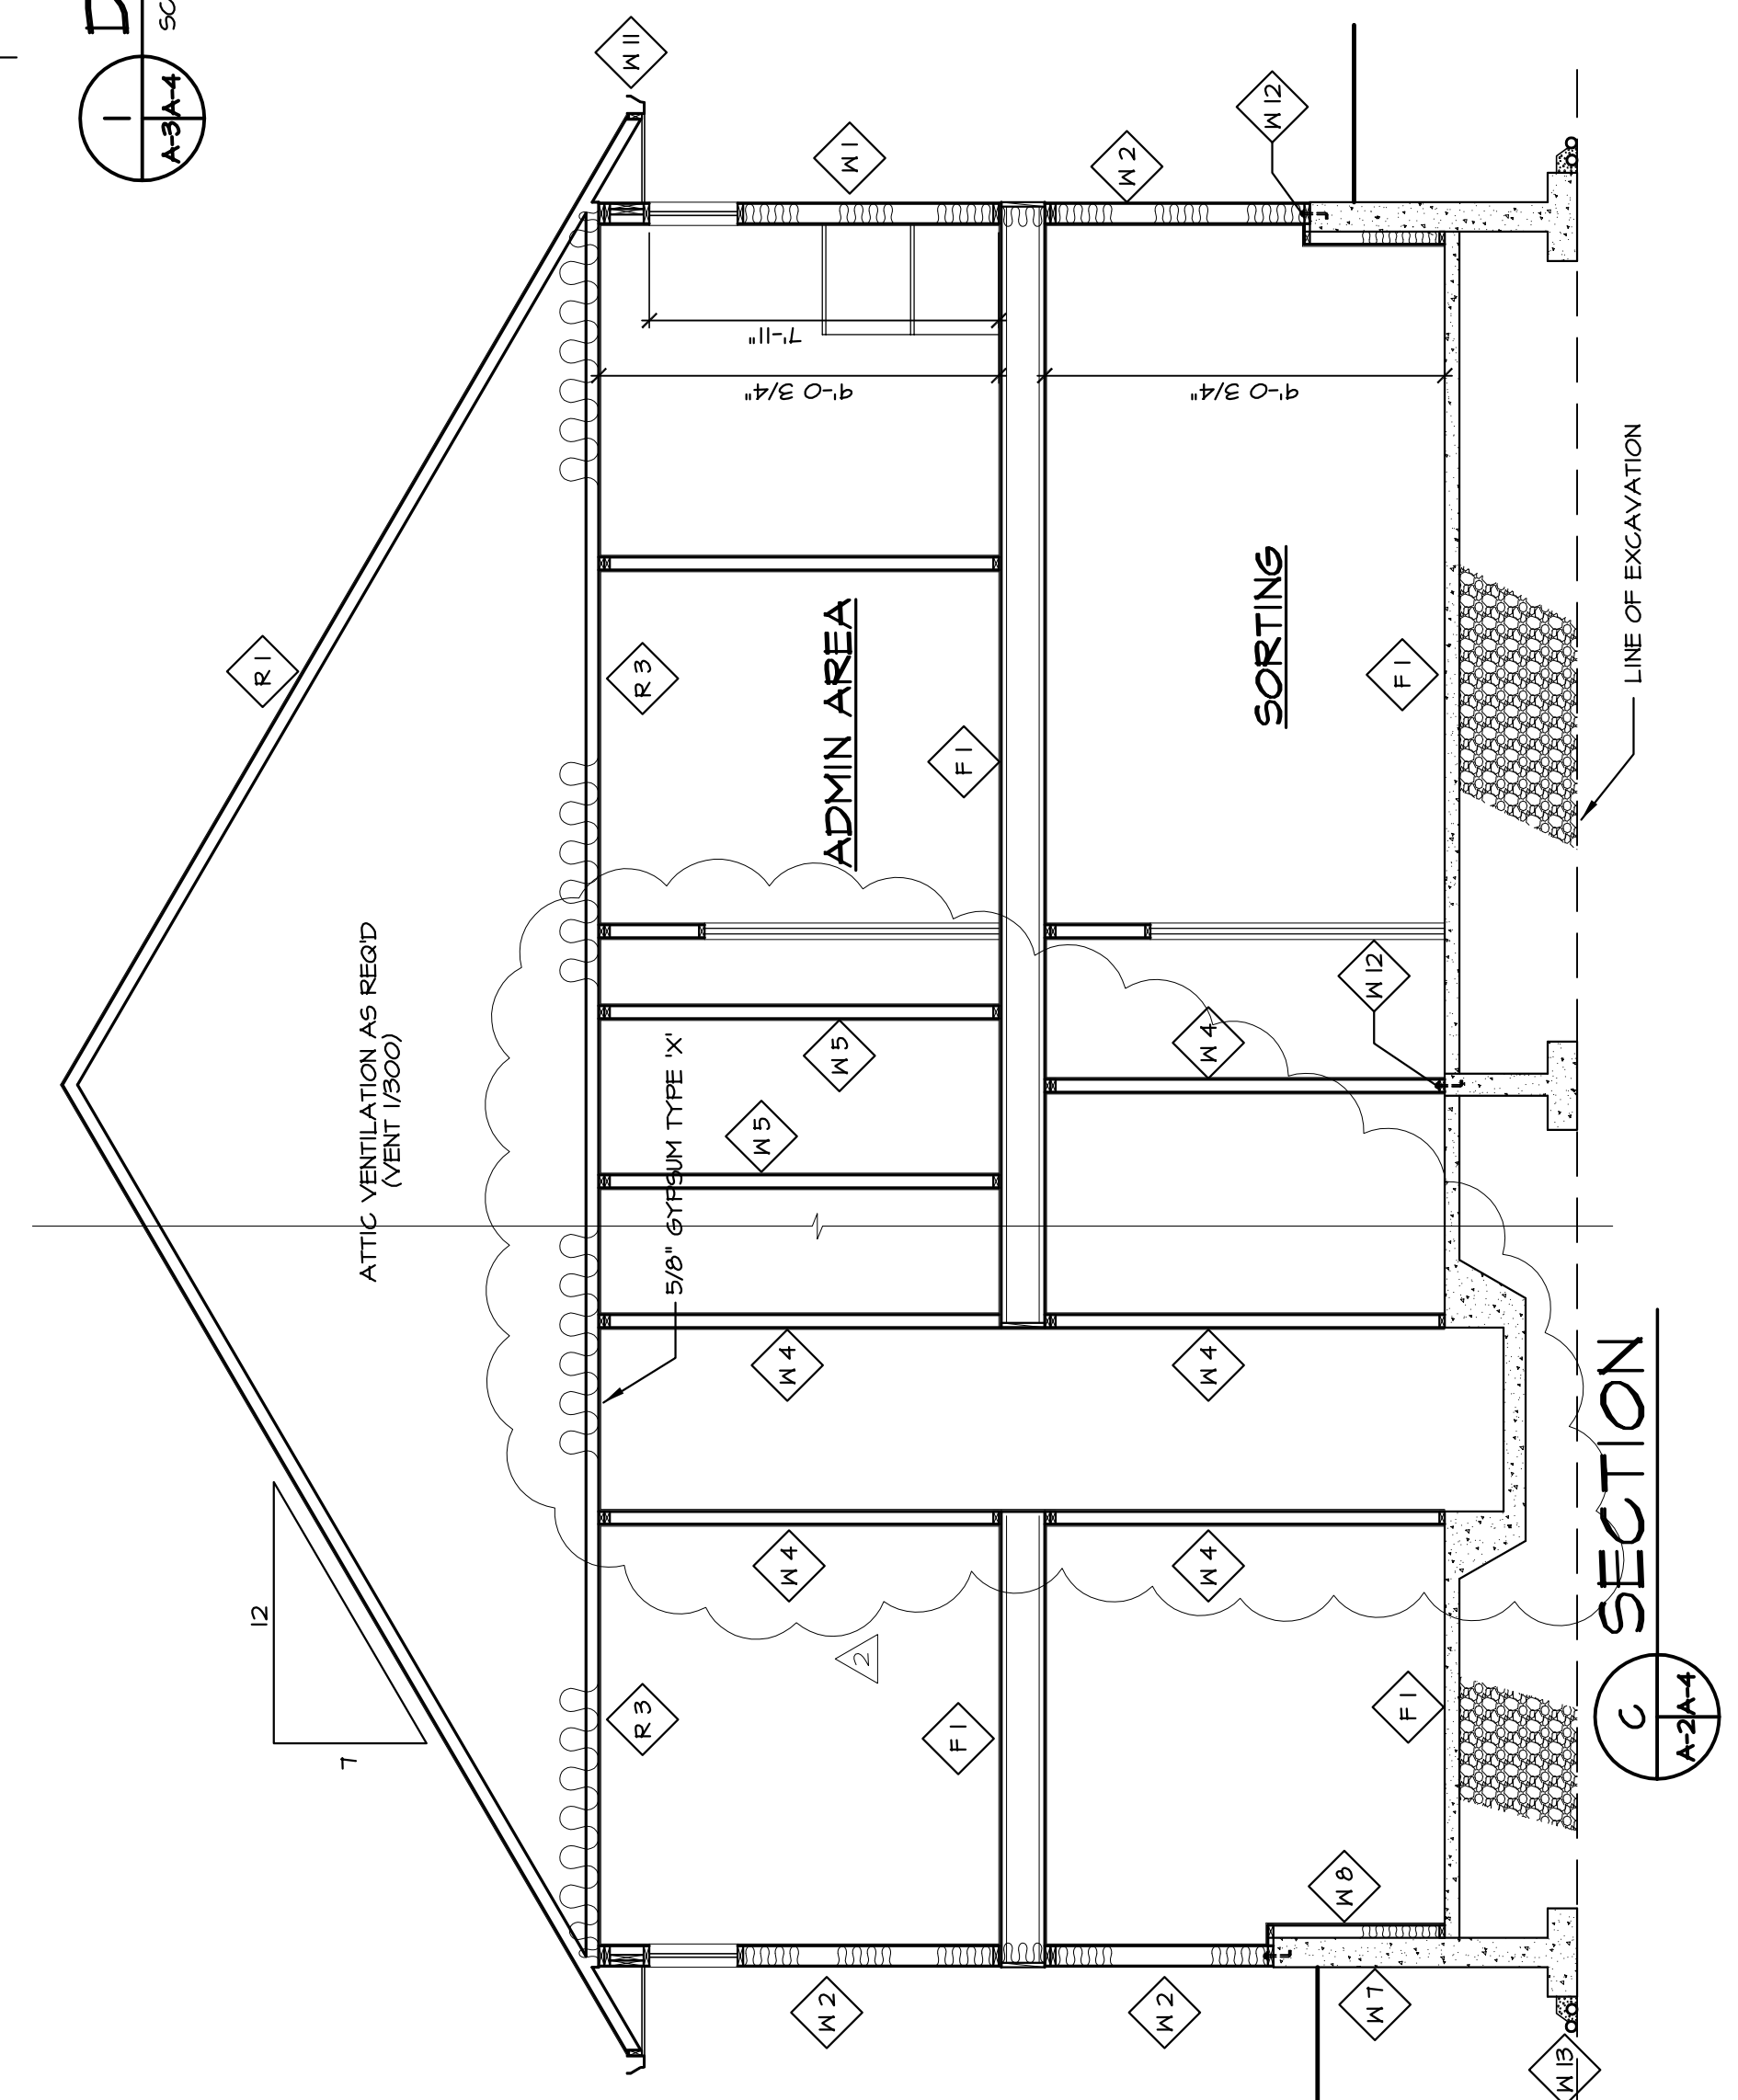 D
SC
1
A-3 A-4
12
R 1
7
ATTIC VENTILATION AS REQ'D
(VENT 1/300)
W 11
R 3
R 3
5/8" GYPSUM TYPE 'X'
W 5
7'-11"
9'-0 3/4"
W 4
W 4
W 2
W 5
ADMIN AREA
W 1
2
F 1
F 1
W 2
W 2
W 4
W 4
W 4
9'-0 3/4"
SORTING
W 12
W 8
W 7
W 12
F 1
F 1
W 13
LINE OF EXCAVATION
SECTION
C
A-2 A-4